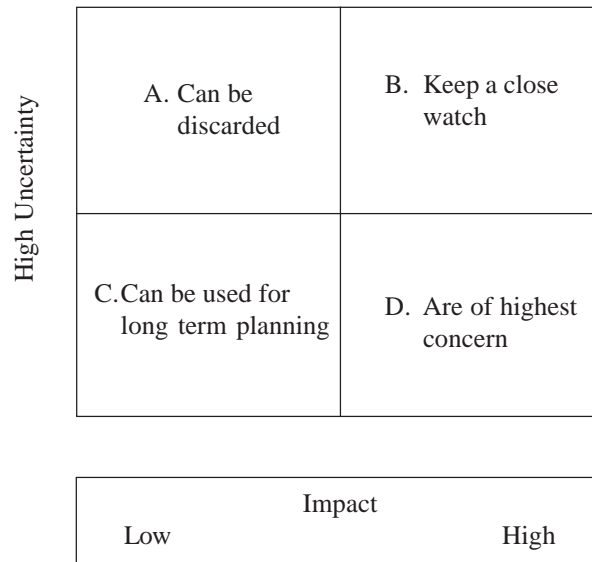 High Uncertainty
A. Can be
discarded
B. Keep a close
watch
C.Can be used for
long term planning
D. Are of highest
concern
Impact
Low High